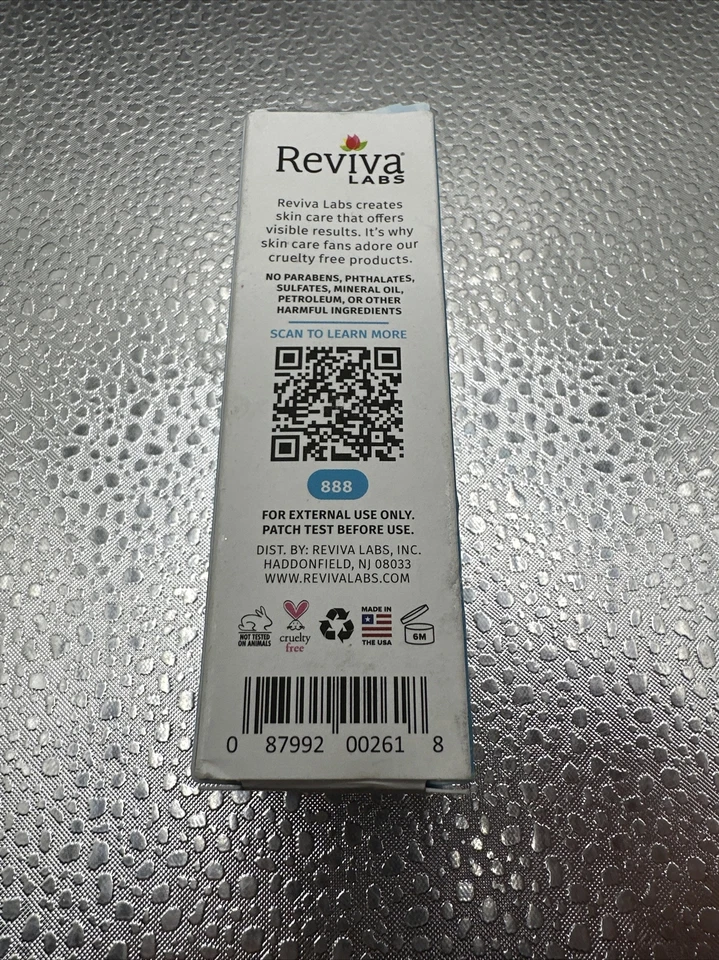 Reviva
LABS
Reviva Labs creates
skin care that offers
visible results. It's why
skin care fans adore our
cruelty free products.
NO PARABENS, PHTHALATES,
SULFATES, MINERAL OIL,
PETROLEUM, OR OTHER
HARMFUL INGREDIENTS
SCAN TO LEARN MORE
888
FOR EXTERNAL USE ONLY.
PATCH TEST BEFORE USE.
DIST. BY: REVIVA LABS, INC.
HADDONFIELD, NJ 08033
WWW.REVIVALABS.COM
NOT TESTED
ON ANIMALS
cruelty
free
MADE IN
THE USA
6M
0 87992 00261 8